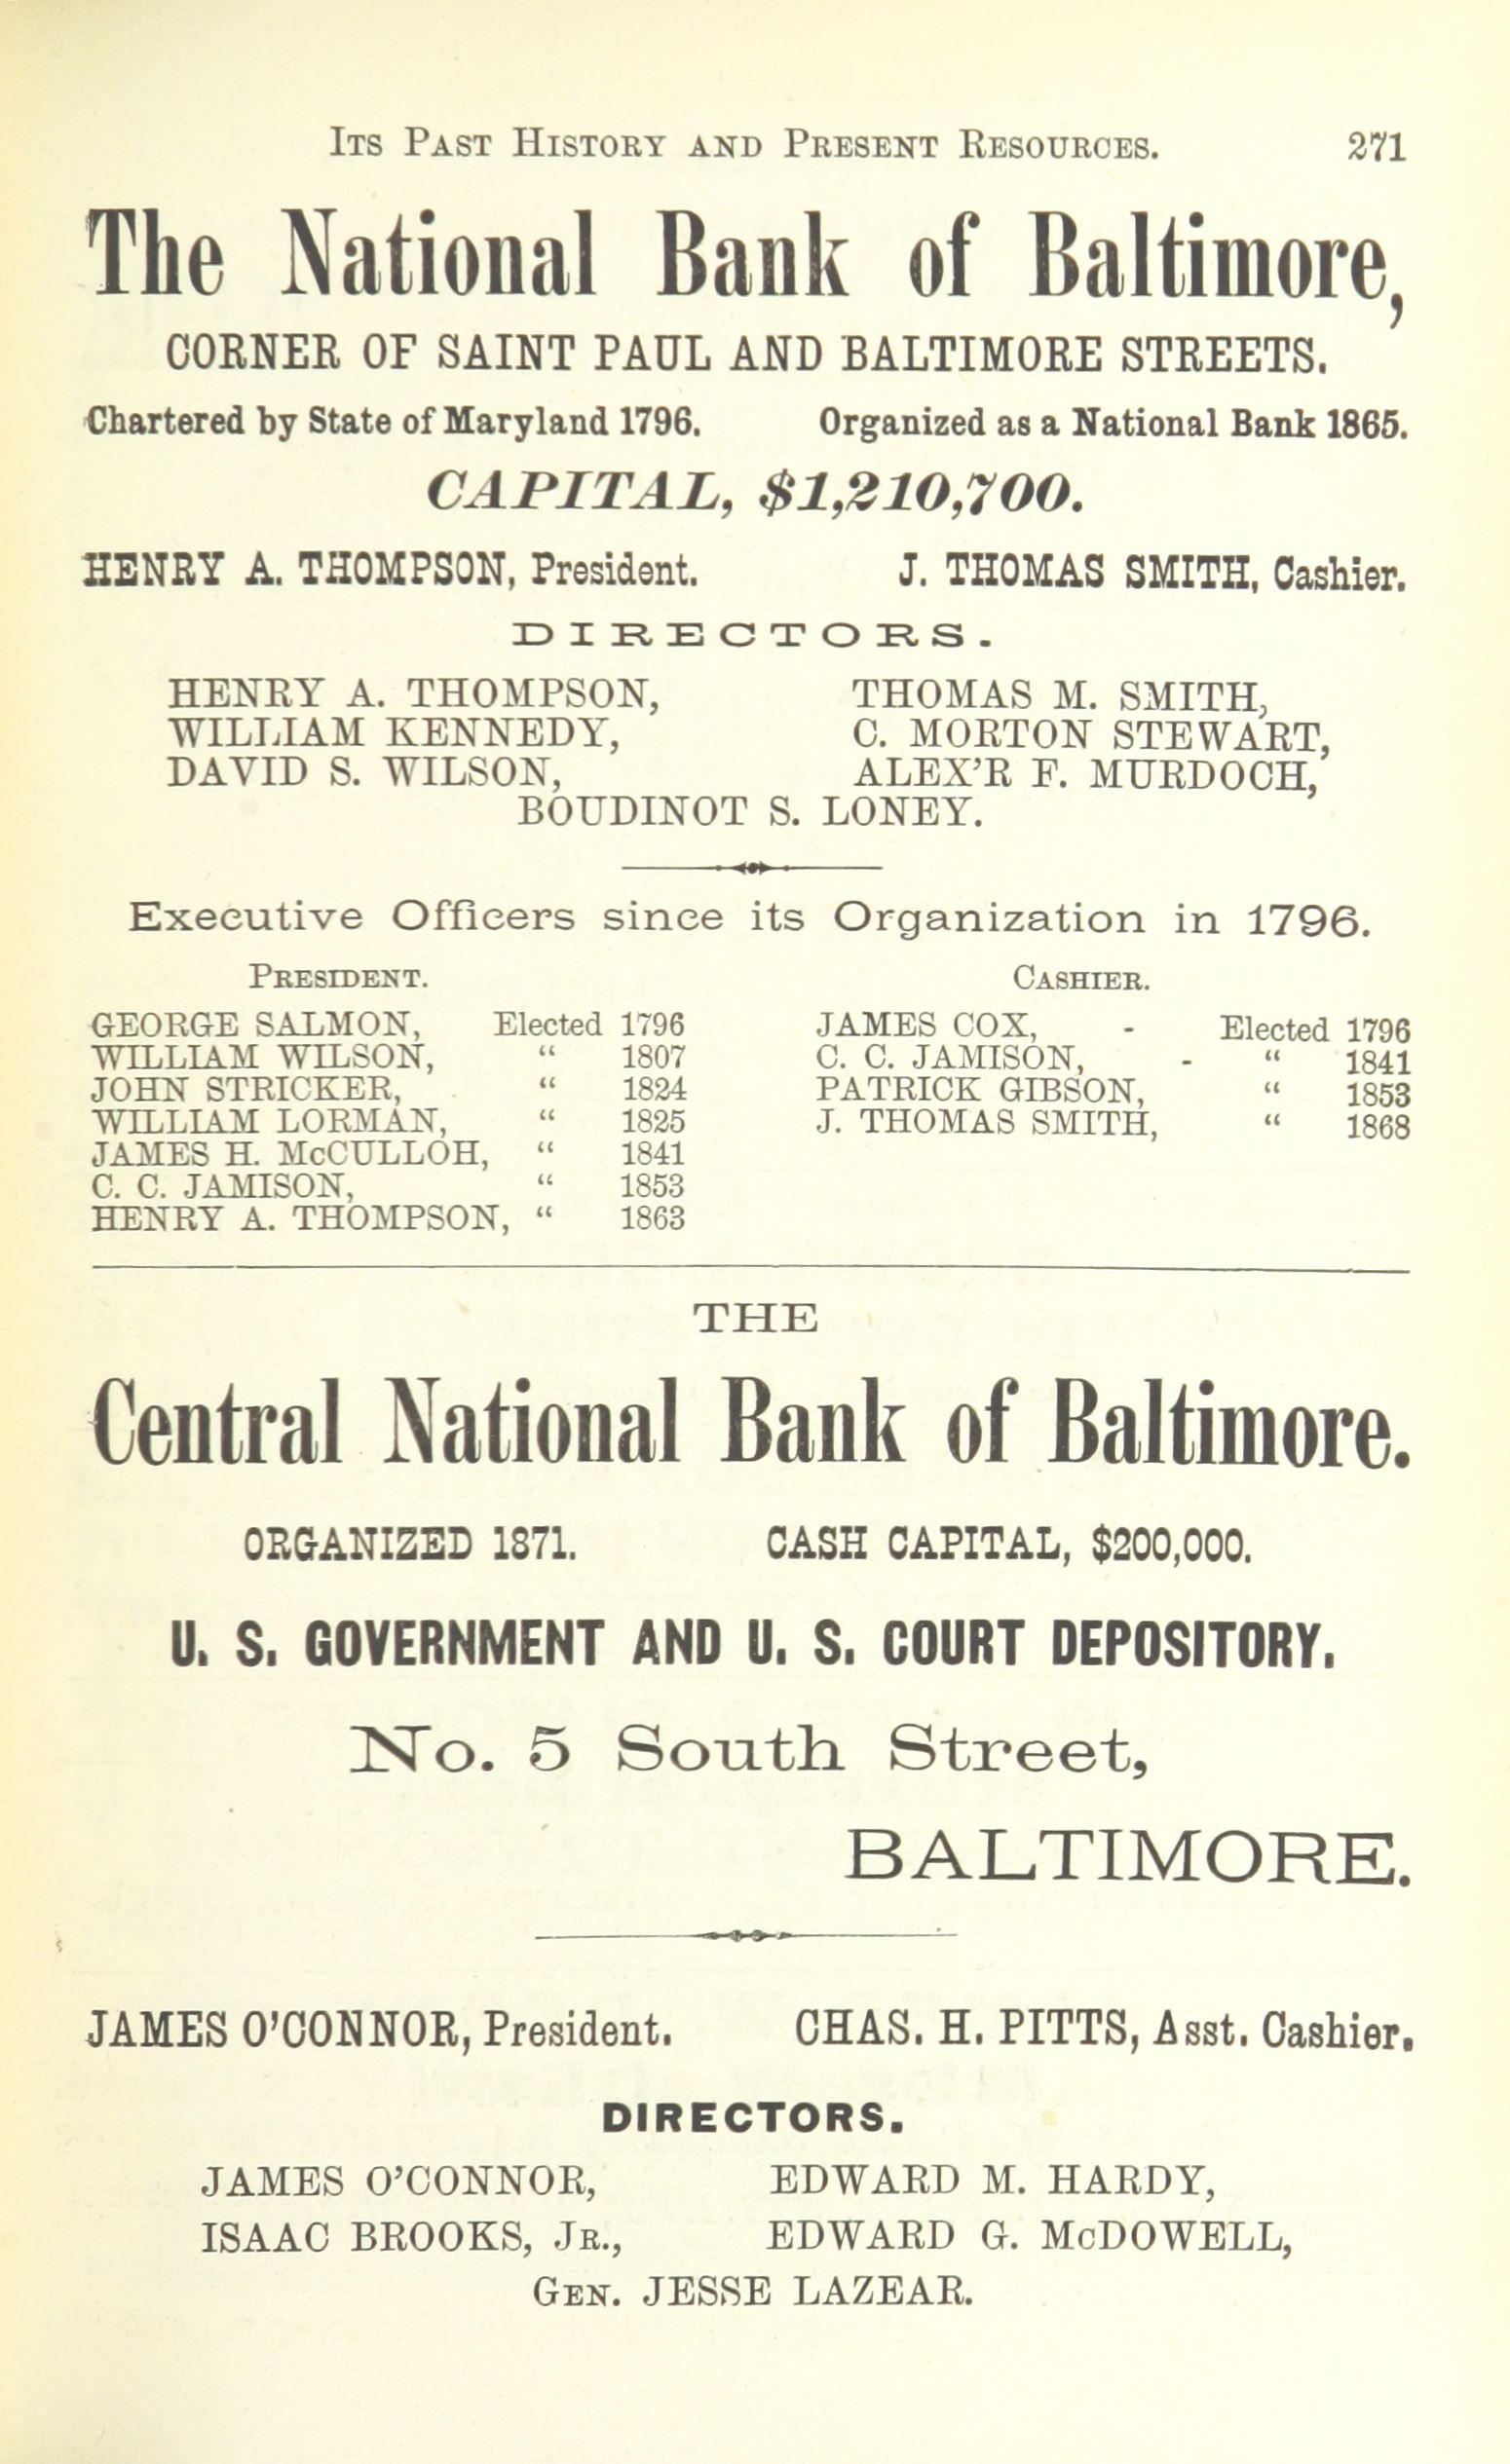 Its Past History and Present Resources. 271
The National Bank of Baltimore,
CORNER OF SAINT PAUL AND BALTIMORE STREETS.
Chartered by State of Maryland 1796. Organized as a National Bank 1865.
CAPITAL, $1,210,700.
HENRY A. THOMPSON, President. J. THOMAS SMITH, Cashier.
DIRECTORS.
HENRY A. THOMPSON, THOMAS M. SMITH,
WILLIAM KENNEDY, C. MORTON STEWART,
DAVID S. WILSON, ALEX'R F. MURDOCH,
BOUDINOT S. LONEY.
Executive Officers since its Organization in 1796.
President. Cashier.
GEORGE SALMON, Elected 1796 JAMES COX, - Elected 1796
WILLIAM WILSON, “ 1807 C. C. JAMISON, - “ 1841
JOHN STRICKER, “ 1824 PATRICK GIBSON, “ 1853
WILLIAM LORMAN, “ 1825 J. THOMAS SMITH, “ 1868
JAMES H. McCULLOH, “ 1841
C. C. JAMISON, “ 1853
HENRY A. THOMPSON, “ 1863
THE
Central National Bank of Baltimore.
ORGANIZED 1871. CASH CAPITAL, $200,000.
U. S. GOVERNMENT AND U. S. COURT DEPOSITORY.
No. 5 South Street,
BALTIMORE.
JAMES O'CONNOR, President. CHAS. H. PITTS, Asst. Cashier.
DIRECTORS.
JAMES O'CONNOR, EDWARD M. HARDY,
ISAAC BROOKS, Jr., EDWARD G. McDOWELL,
Gen. JESSE LAZEAR.